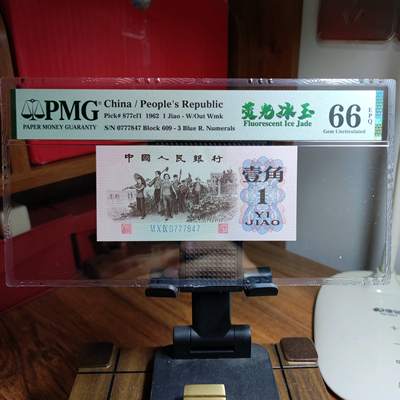 PMG
PAPER MONEY GUARANTY
China / People's Republic
Pick# 877cf1 1962 1 Jiao - W/Out Wmk
S/N 0777847 Block 609 - 3 Blue R. Numerals
荧光冰玉
Fluorescent Ice Jade
66
EPQ
Gem Uncirculated
中國人民銀行
壹角
1
YI
JIAO
0777847